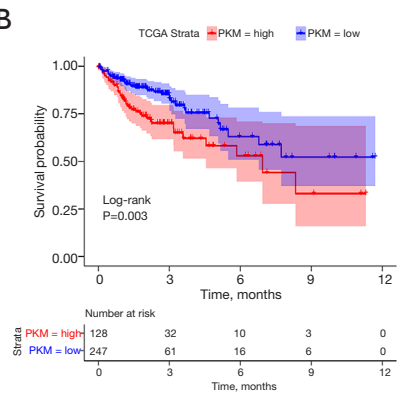 B
TCGA Strata PKM = high PKM = low
1.00
0.75
0.50
0.25
0.00
Survival probability
Log-rank
P=0.003
0 3 6 9 12
Time, months
Number at risk
Strata
PKM = high 128 32 10 3 0
PKM = low 247 61 16 6 0
0 3 6 9 12
Time, months